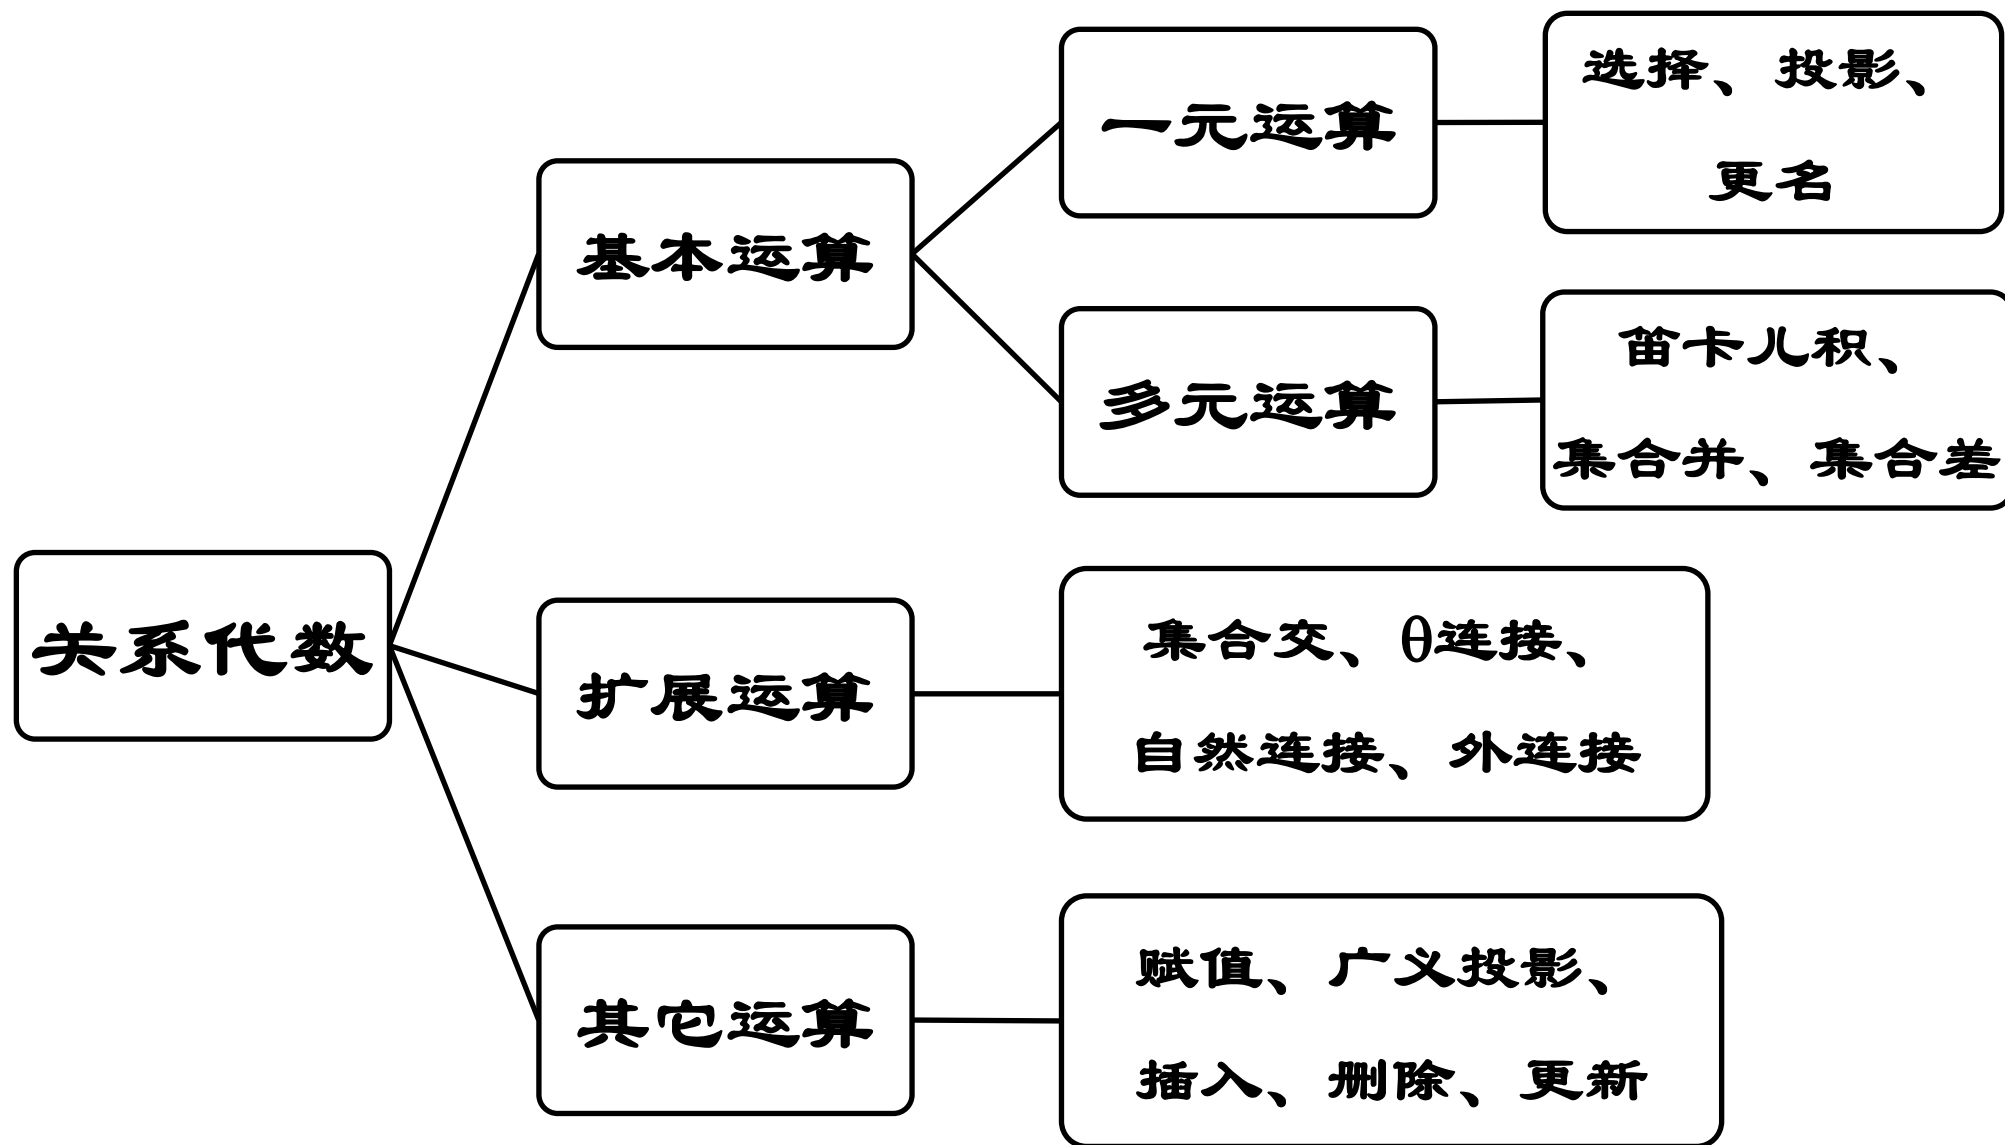 关系代数
基本运算
一元运算
选择、投影、
更名
多元运算
笛卡儿积、
集合并、集合差
扩展运算
集合交、θ连接、
自然连接、外连接
其它运算
赋值、广义投影、
插入、删除、更新